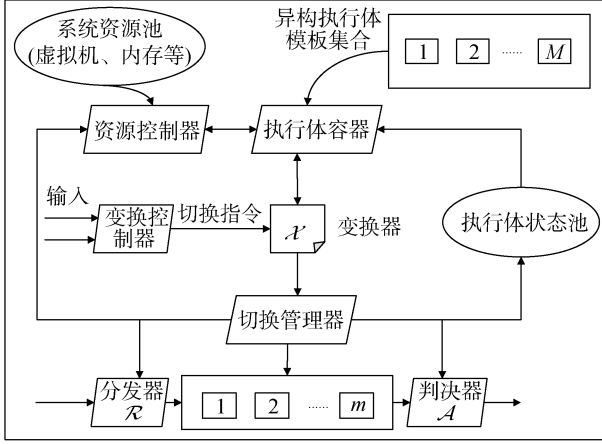 系统资源池
(虚拟机、内存等)
异构执行体
模板集合
1 2 …… M
资源控制器
执行体容器
输入
变换控
制器
切换指令
𝒳
变换器
执行体状态池
切换管理器
分发器
ℛ
1 2 …… m
判决器
𝒜